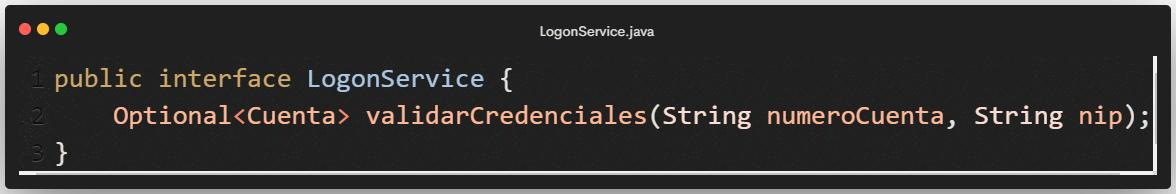 LogonService.java
1 public interface LogonService {
2     Optional<Cuenta> validarCredenciales(String numeroCuenta, String nip);
3 }